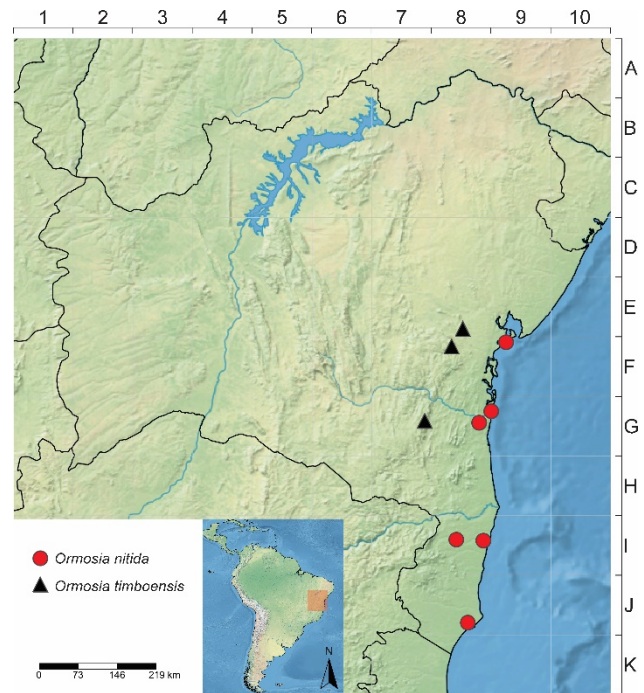 1 2 3 4 5 6 7 8 9 10
A
B
C
D
E
F
G
H
I
J
K
Ormosia nitida
Ormosia timboensis
0 73 146 219 km
N